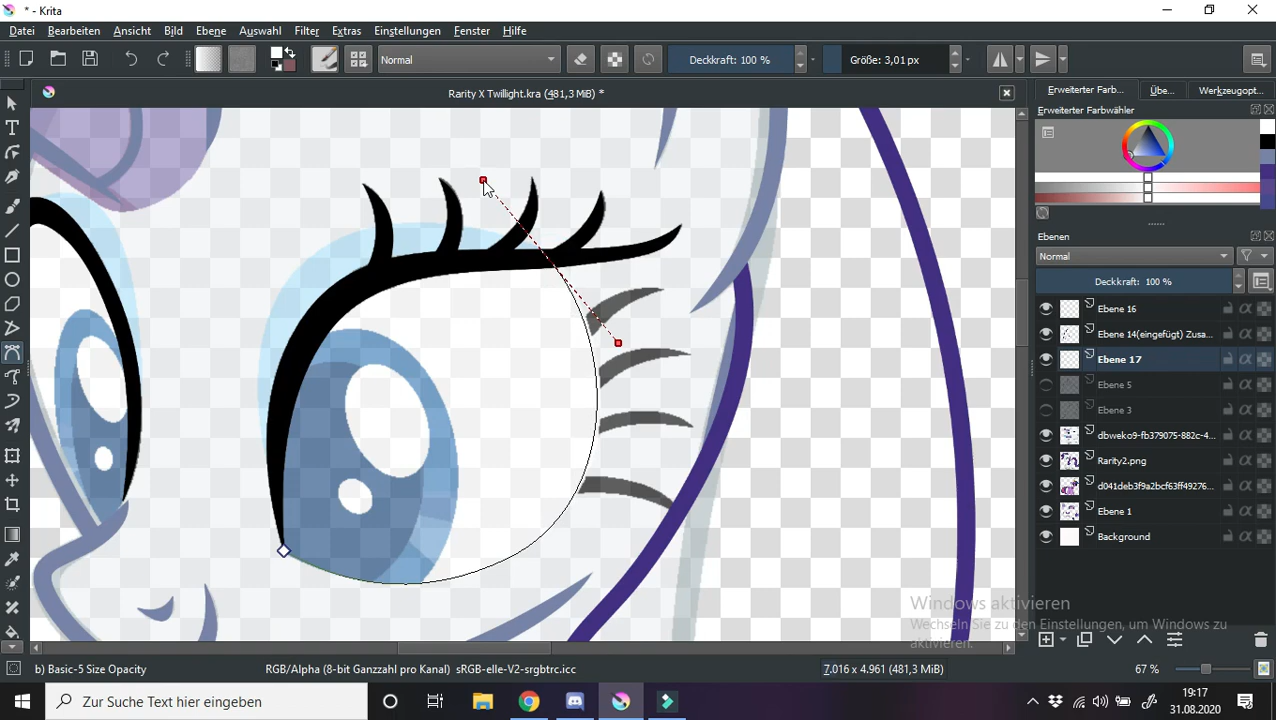 * - Krita
Datei Bearbeiten Ansicht Bild Ebene Auswahl Filter Extras Einstellungen Fenster Hilfe
Normal Deckkraft: 100 % Größe: 3,01 px
Rarity X Twillight.kra (481,3 MiB) *
Erweiterter Farb... Übe... Werkzeugopt...
Erweiterter Farbwähler
Ebenen
Normal
Deckkraft: 100 %
Ebene 16
Ebene 14(eingefügt) Zusa...
Ebene 17
Ebene 5
Ebene 3
dbweko9-fb379075-882c-4...
Rarity2.png
d041deb3f9a2bcf63ff49276...
Ebene 1
Background
Windows aktivieren
Wechseln Sie zu den Einstellungen, um Windows zu
aktivieren.
b) Basic-5 Size Opacity RGB/Alpha (8-bit Ganzzahl pro Kanal) sRGB-elle-V2-srgbtrc.icc 7.016 x 4.961 (481,3 MiB) 67 %
Zur Suche Text hier eingeben
19:17
31.08.2020